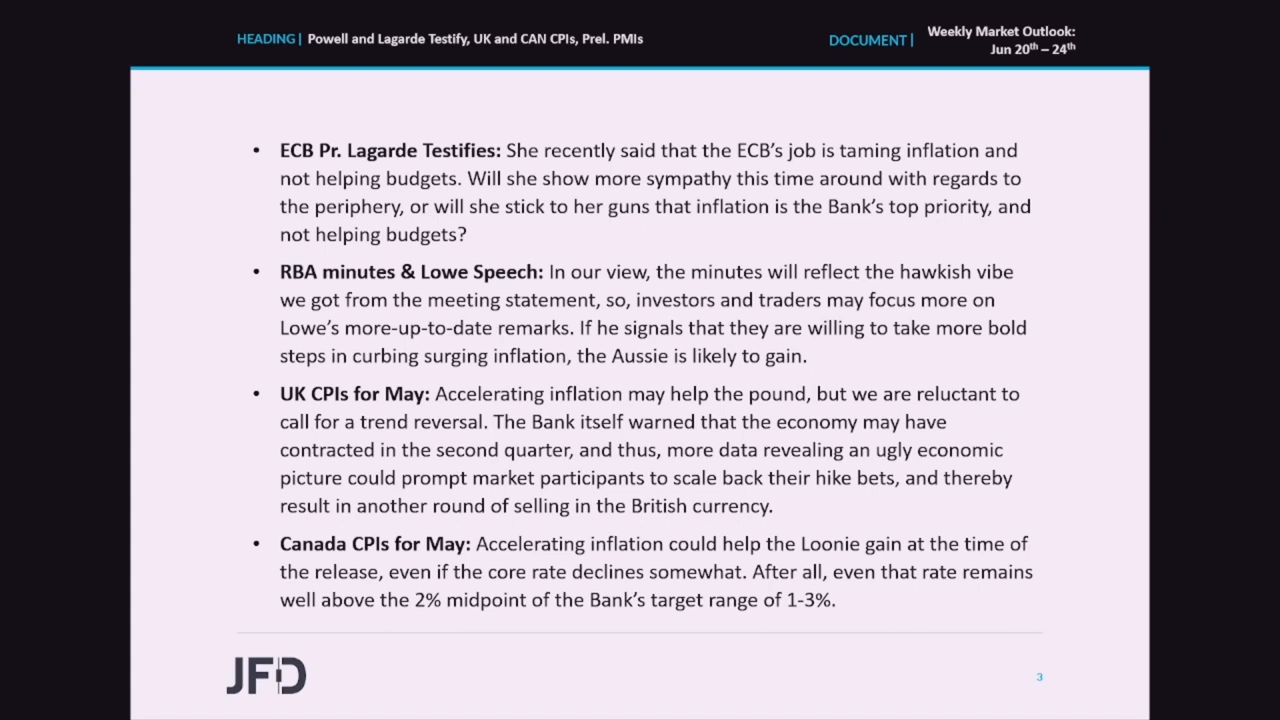 HEADING | Powell and Lagarde Testify, UK and CAN CPIs, Prel. PMIs
DOCUMENT | Weekly Market Outlook:
Jun 20th – 24th
• ECB Pr. Lagarde Testifies: She recently said that the ECB’s job is taming inflation and
not helping budgets. Will she show more sympathy this time around with regards to
the periphery, or will she stick to her guns that inflation is the Bank’s top priority, and
not helping budgets?
• RBA minutes & Lowe Speech: In our view, the minutes will reflect the hawkish vibe
we got from the meeting statement, so, investors and traders may focus more on
Lowe’s more-up-to-date remarks. If he signals that they are willing to take more bold
steps in curbing surging inflation, the Aussie is likely to gain.
• UK CPIs for May: Accelerating inflation may help the pound, but we are reluctant to
call for a trend reversal. The Bank itself warned that the economy may have
contracted in the second quarter, and thus, more data revealing an ugly economic
picture could prompt market participants to scale back their hike bets, and thereby
result in another round of selling in the British currency.
• Canada CPIs for May: Accelerating inflation could help the Loonie gain at the time of
the release, even if the core rate declines somewhat. After all, even that rate remains
well above the 2% midpoint of the Bank’s target range of 1-3%.
JFD
3